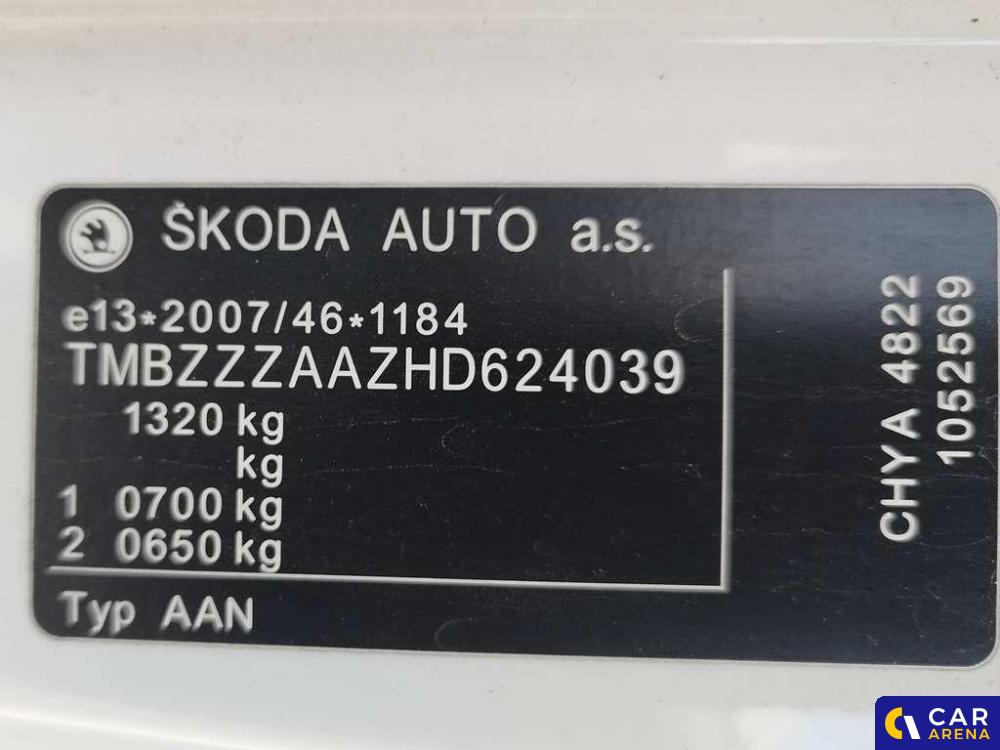 ŠKODA AUTO a.s.
e13*2007/46*1184
TMBZZZAAZHD624039
1320 kg
kg
1 0700 kg
2 0650 kg
Typ AAN
CHYA 4822
1052569
CAR
ARENA